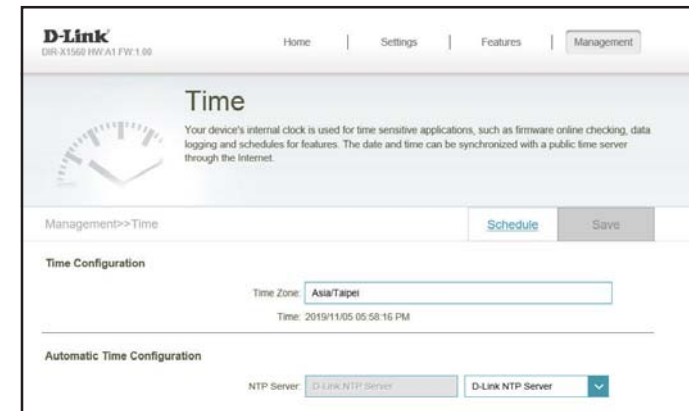 D-Link
DIR-X1560 HW:A1 FW:1.00
Home | Settings | Features | Management
Time
Your device's internal clock is used for time sensitive applications, such as firmware online checking, data
logging and schedules for features. The date and time can be synchronized with a public time server
through the Internet.
Management>>Time
Schedule
Save
Time Configuration
Time Zone: Asia/Taipei
Time: 2019/11/05 05:58:16 PM
Automatic Time Configuration
NTP Server: D-Link NTP Server D-Link NTP Server